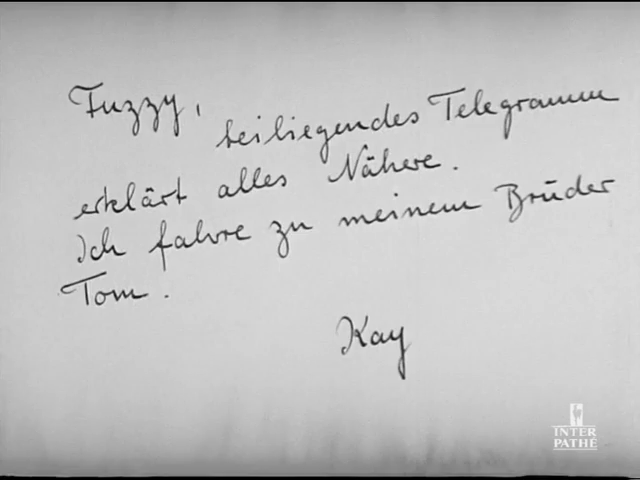 Fuzzy,
beiliegendes Telegramm
erklärt alles Nähere.
Ich fahre zu meinem Bruder
Tom.
Kay
INTER
PATHÉ